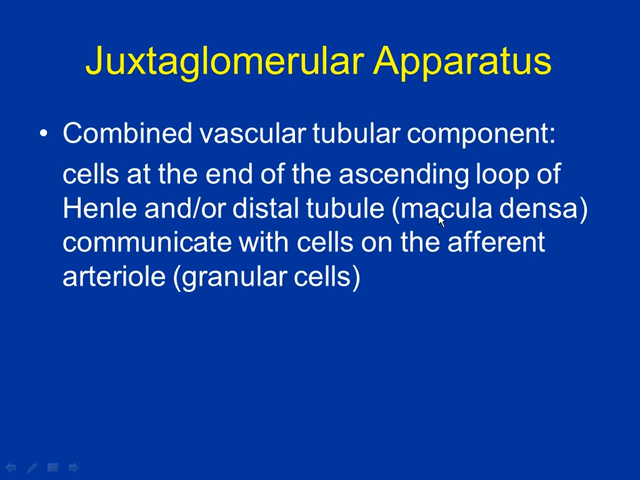 Juxtaglomerular Apparatus
• Combined vascular tubular component:
cells at the end of the ascending loop of
Henle and/or distal tubule (macula densa)
communicate with cells on the afferent
arteriole (granular cells)